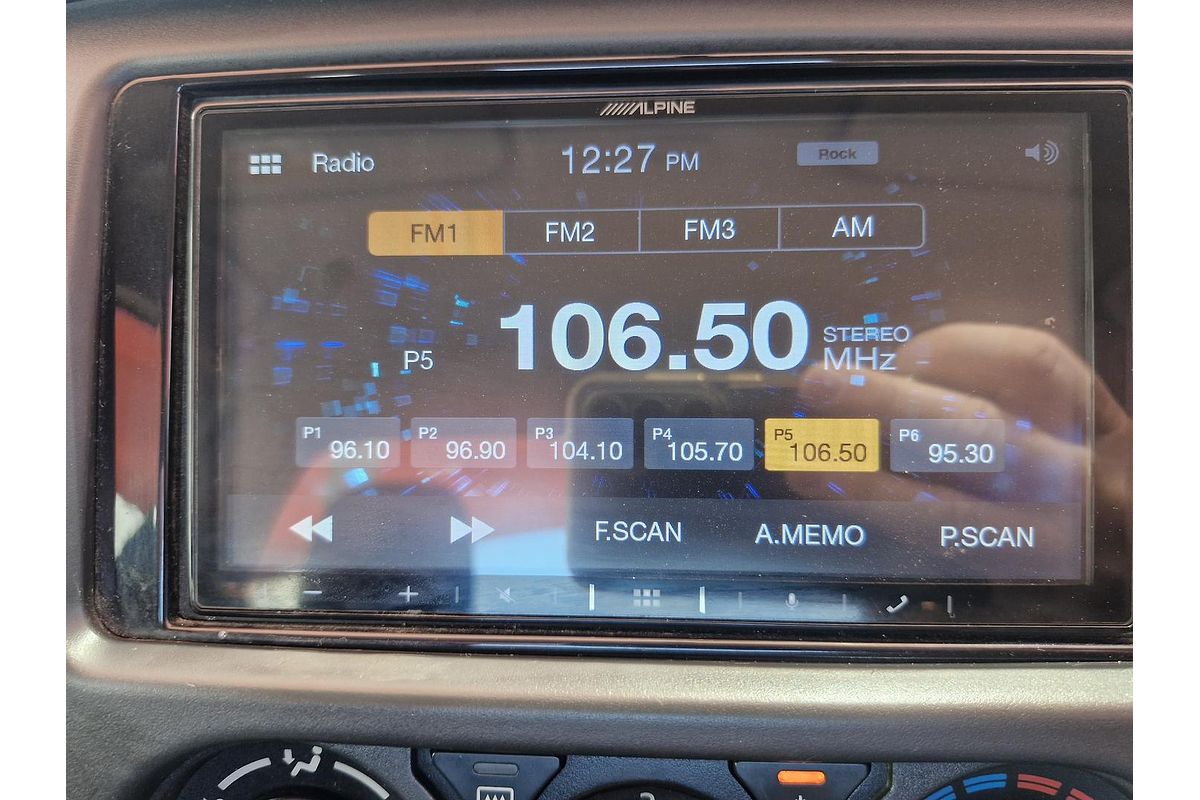 ALPINE
Radio 12:27 PM Rock
FM1 FM2 FM3 AM
P5 106.50 STEREO MHz
P1 96.10 P2 96.90 P3 104.10 P4 105.70 P5 106.50 P6 95.30
F.SCAN A.MEMO P.SCAN